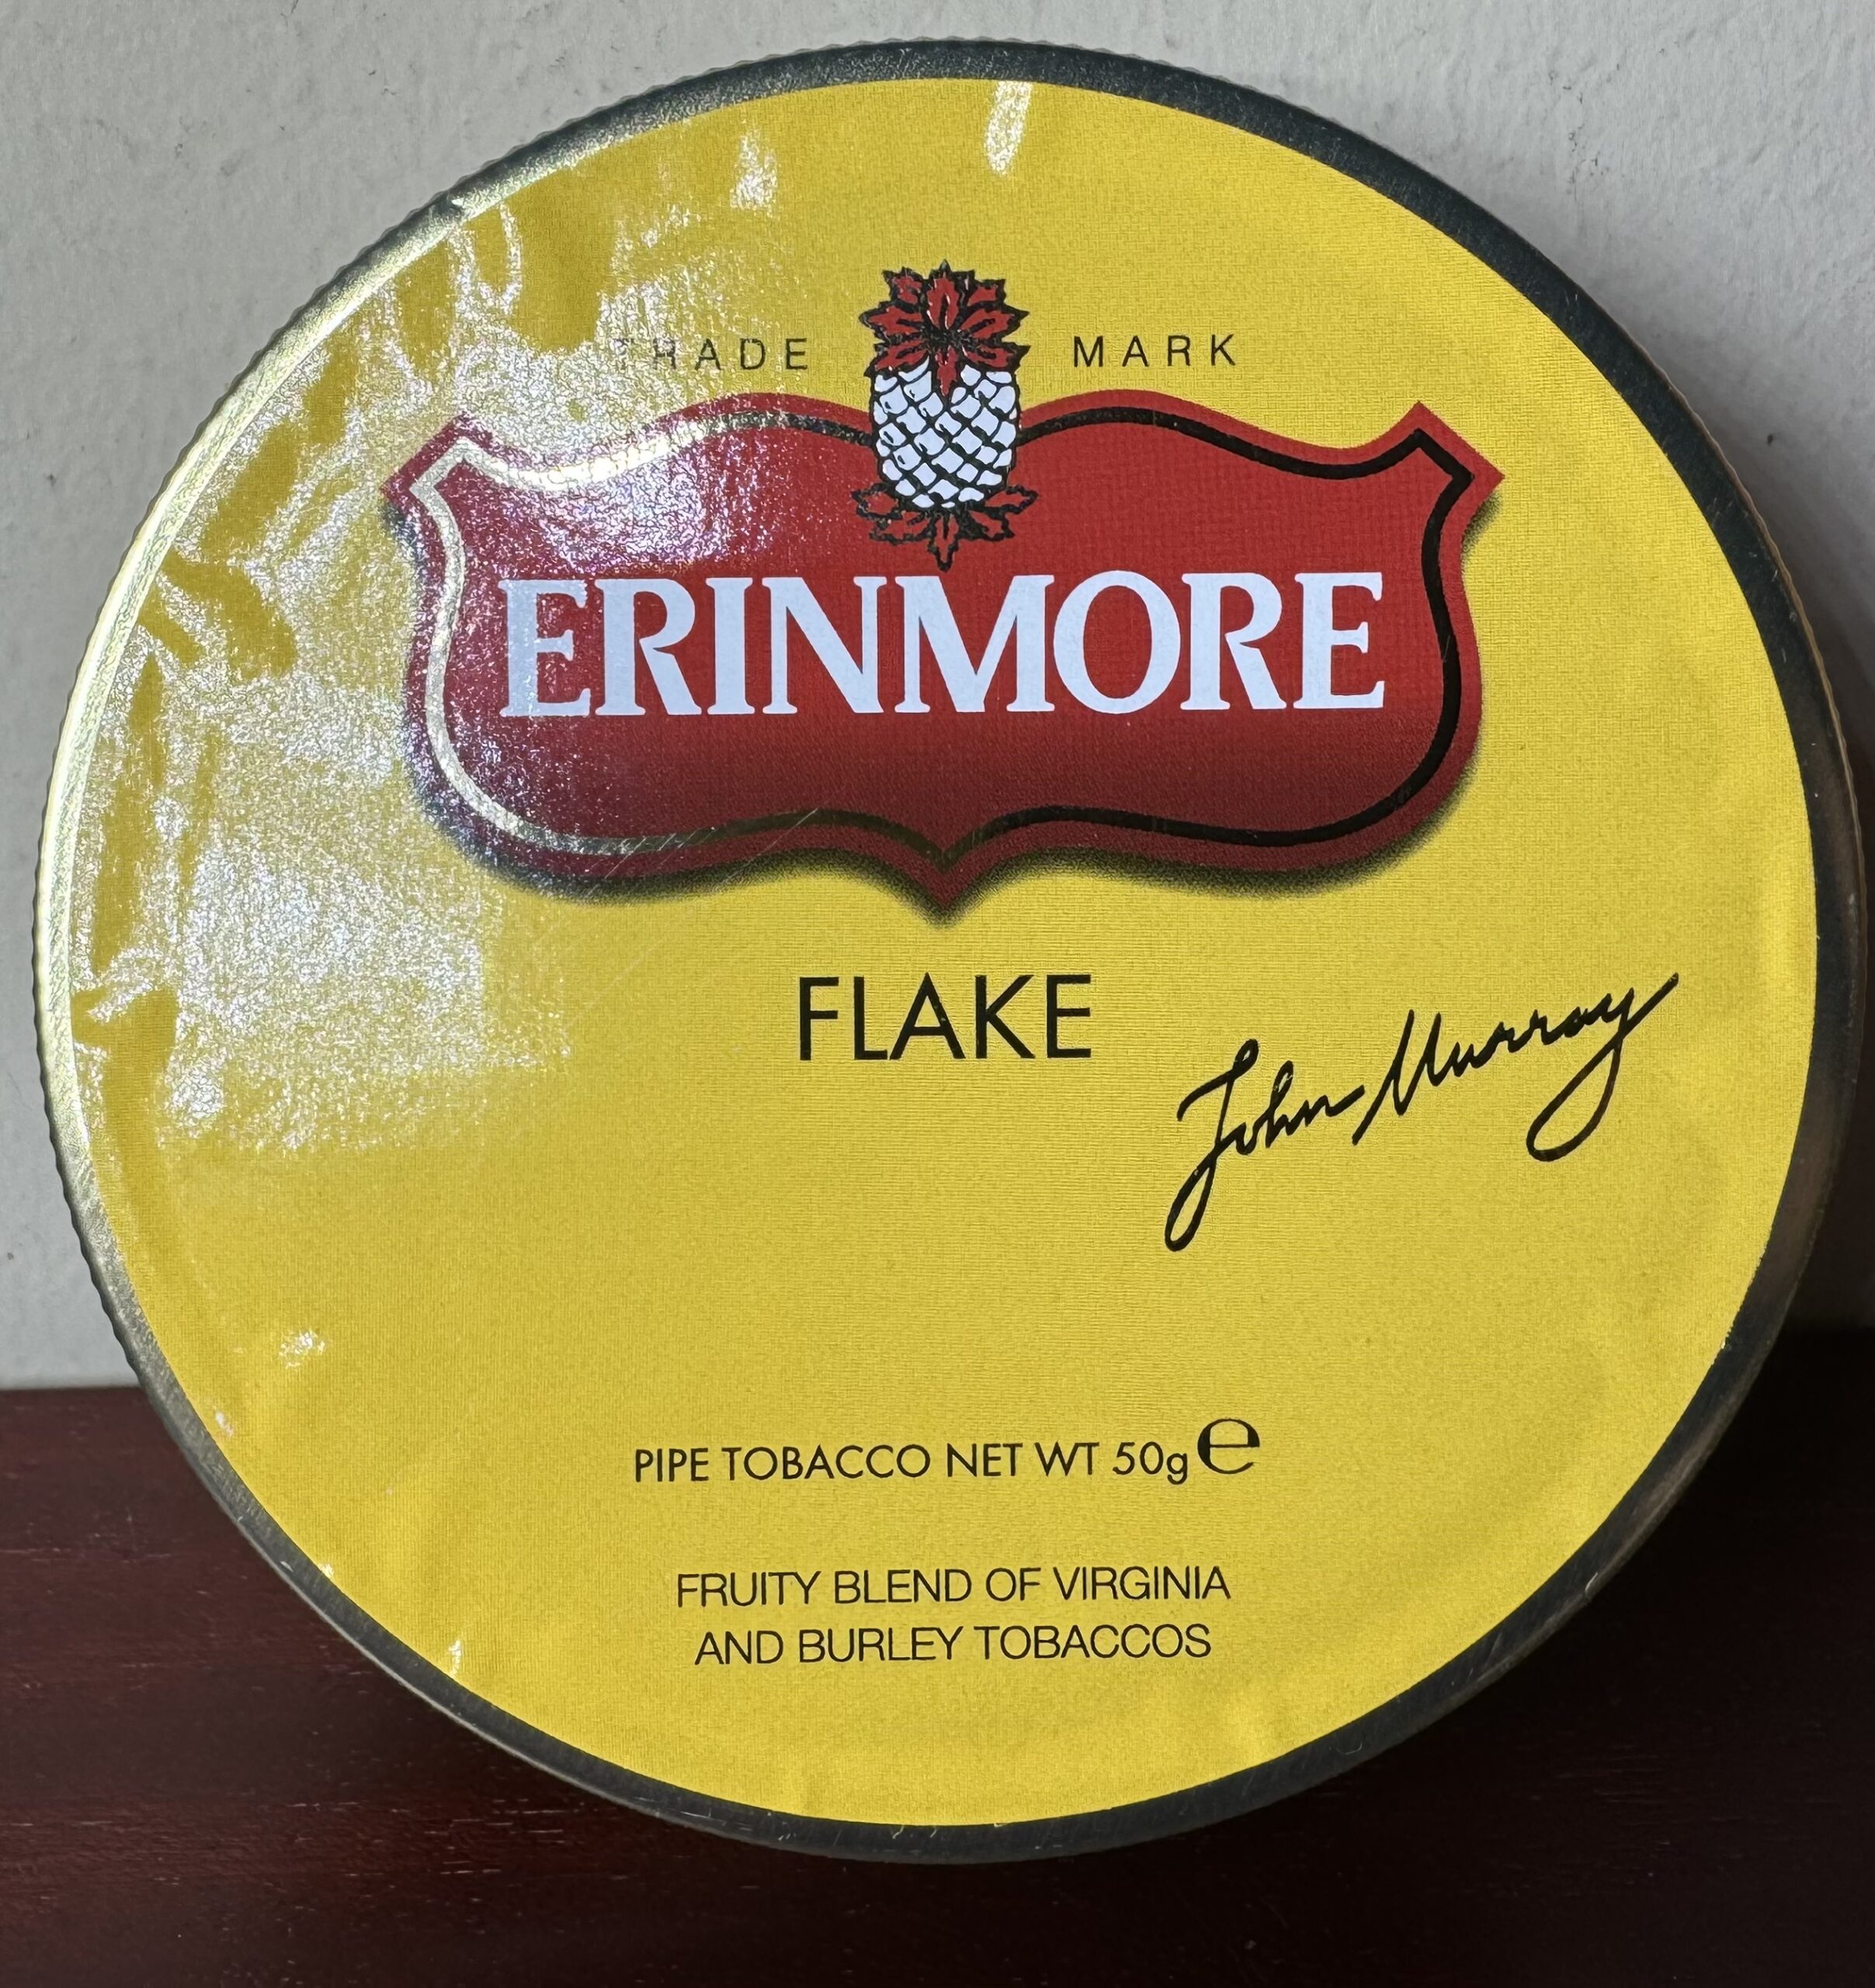 TRADE MARK
ERINMORE
FLAKE
John Murray
PIPE TOBACCO NET WT 50g ℮
FRUITY BLEND OF VIRGINIA
AND BURLEY TOBACCOS